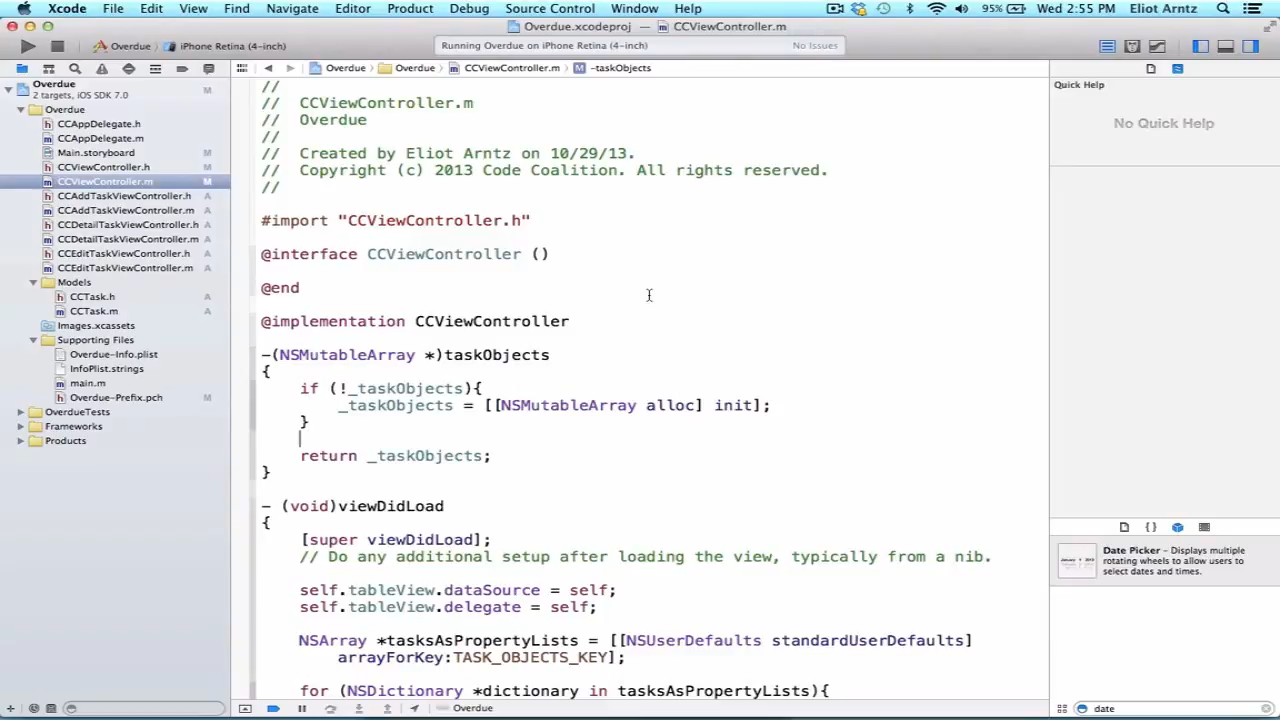 Xcode File Edit View Find Navigate Editor Product Debug Source Control Window Help 95% Wed 2:55 PM Eliot Arntz
Overdue.xcodeproj CCViewController.m
Overdue iPhone Retina (4-inch) Running Overdue on iPhone Retina (4-inch) No Issues
Overdue Overdue CCViewController.m M -taskObjects
Overdue M
2 targets, iOS SDK 7.0
Overdue
h CCAppDelegate.h
m CCAppDelegate.m
Main.storyboard M
h CCViewController.h M
m CCViewController.m M
h CCAddTaskViewController.h A
m CCAddTaskViewController.m A
h CCDetailTaskViewController.h A
m CCDetailTaskViewController.m A
h CCEditTaskViewController.h A
m CCEditTaskViewController.m A
Models
h CCTask.h A
m CCTask.m A
Images.xcassets
Supporting Files
Overdue-Info.plist
InfoPlist.strings
m main.m
h Overdue-Prefix.pch M
OverdueTests
Frameworks
Products
//
// CCViewController.m
// Overdue
//
// Created by Eliot Arntz on 10/29/13.
// Copyright (c) 2013 Code Coalition. All rights reserved.
//
#import "CCViewController.h"
@interface CCViewController ()
@end
@implementation CCViewController
-(NSMutableArray *)taskObjects
{
if (!_taskObjects){
_taskObjects = [[NSMutableArray alloc] init];
}
return _taskObjects;
}
- (void)viewDidLoad
{
[super viewDidLoad];
// Do any additional setup after loading the view, typically from a nib.
self.tableView.dataSource = self;
self.tableView.delegate = self;
NSArray *tasksAsPropertyLists = [[NSUserDefaults standardUserDefaults]
arrayForKey:TASK_OBJECTS_KEY];
for (NSDictionary *dictionary in tasksAsPropertyLists){
Overdue
Quick Help
No Quick Help
{}
Date Picker - Displays multiple
rotating wheels to allow users to
select dates and times.
date